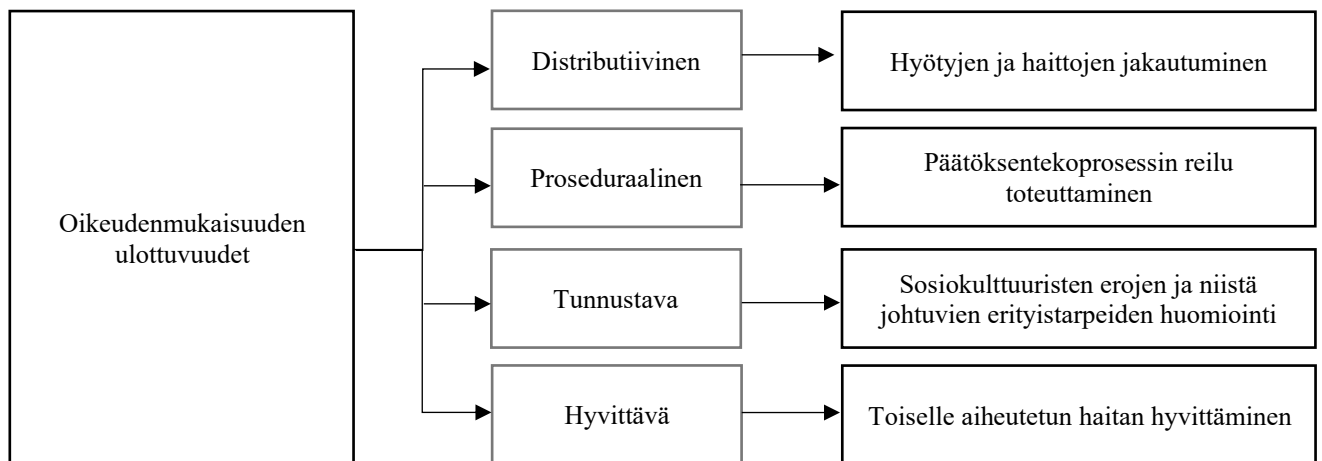 Oikeudenmukaisuuden
ulottuvuudet
Distributiivinen
Hyötyjen ja haittojen jakautuminen
Proseduraalinen
Päätöksentekoprosessin reilu
toteuttaminen
Tunnustava
Sosiokulttuuristen erojen ja niistä
johtuvien erityistarpeiden huomiointi
Hyvittävä
Toiselle aiheutetun haitan hyvittäminen